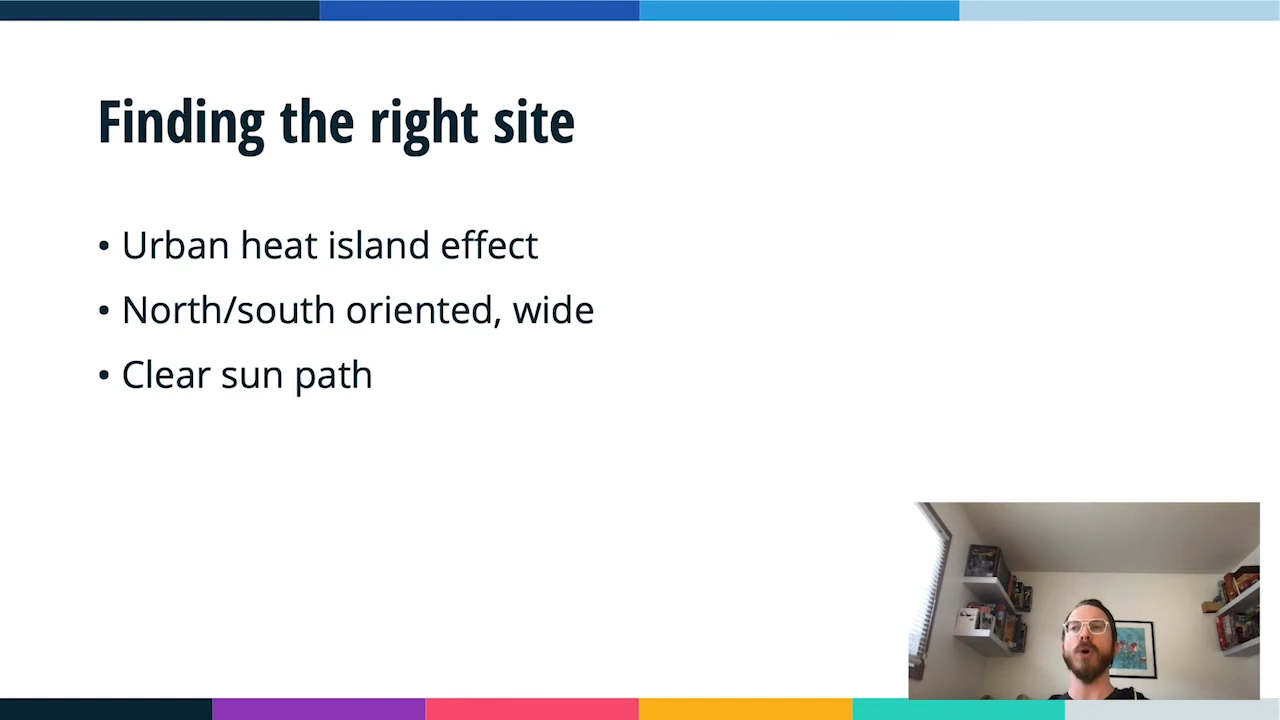 Finding the right site
• Urban heat island effect
• North/south oriented, wide
• Clear sun path